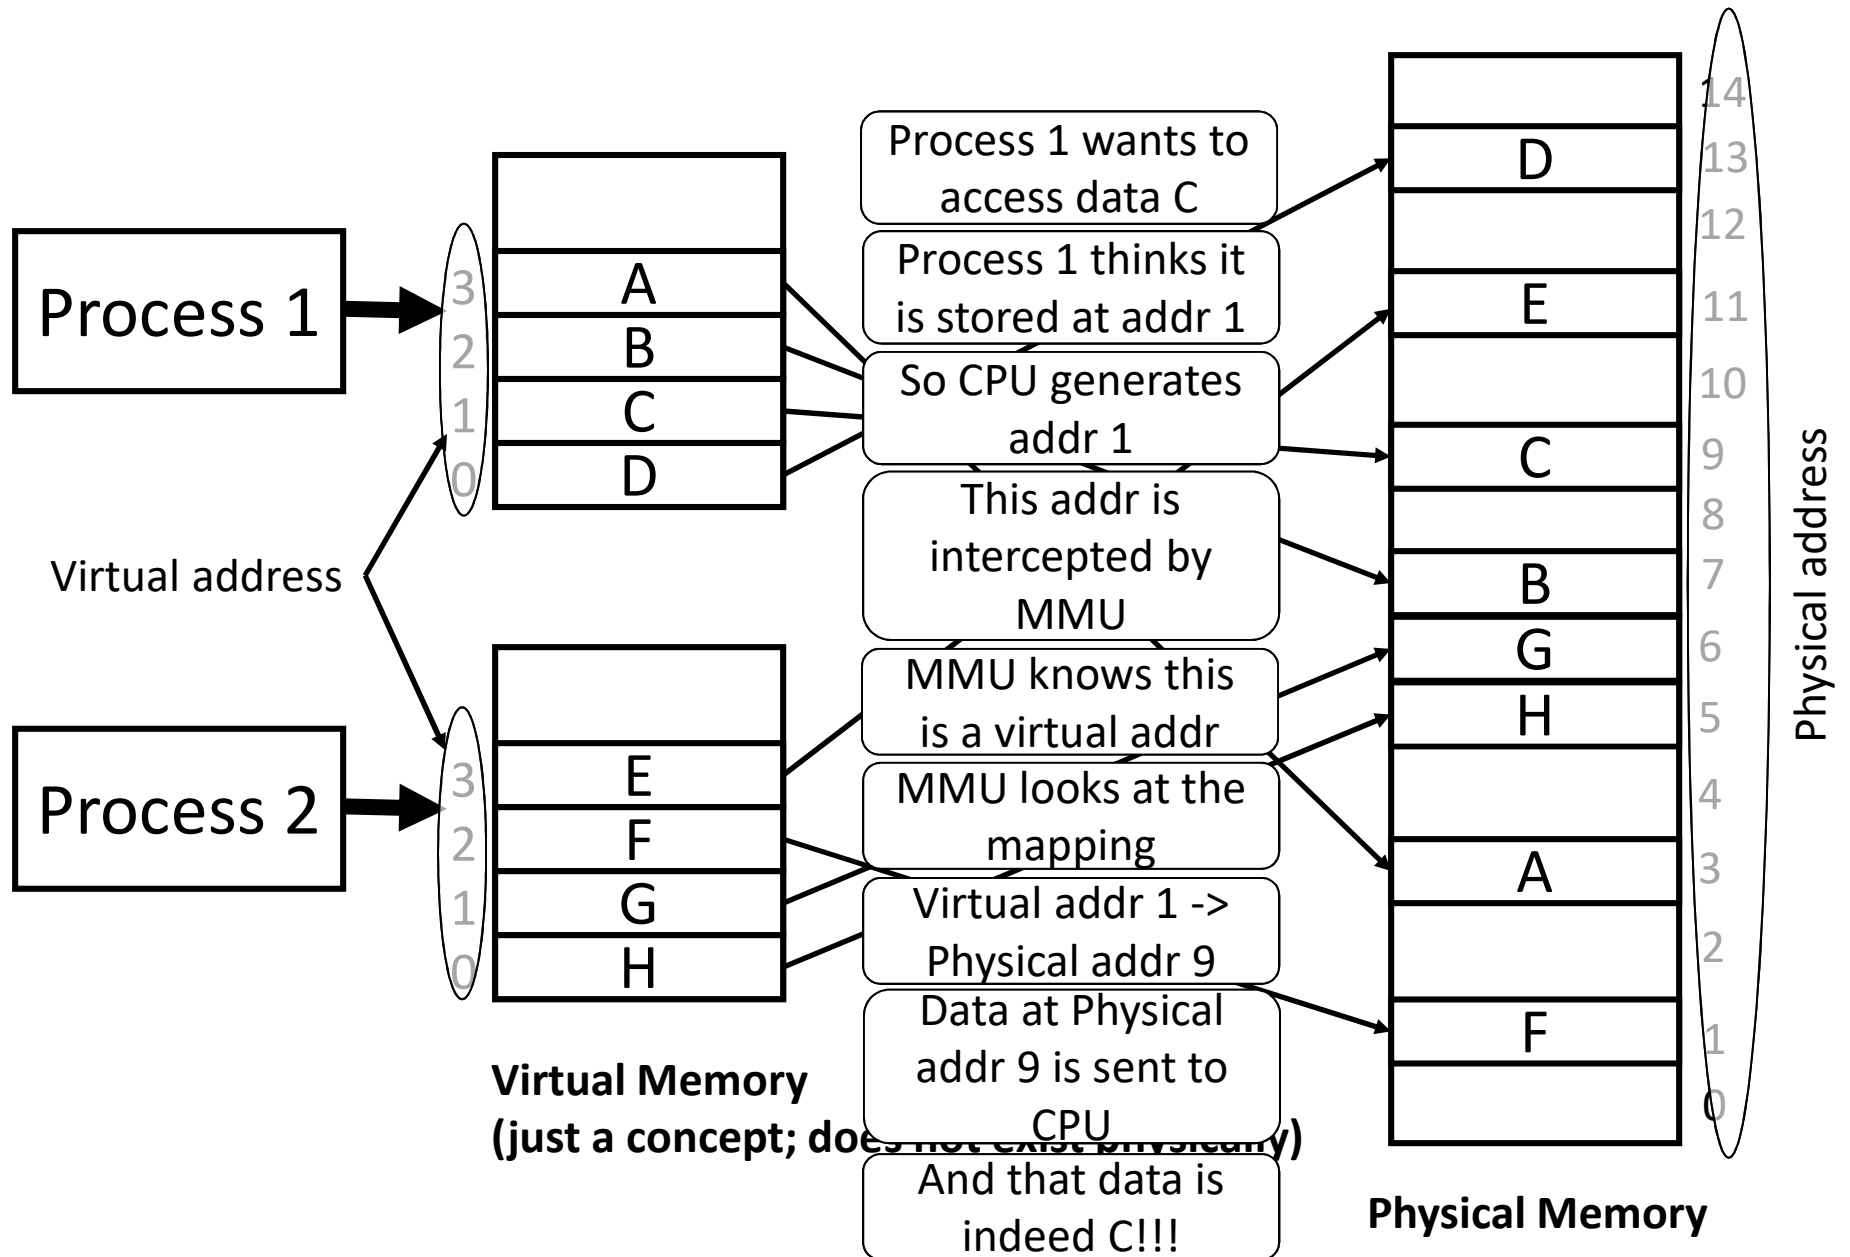 Process 1
Process 2
Virtual address
3
2
1
0
A
B
C
D
3
2
1
0
E
F
G
H
Virtual Memory
(just a concept; does not exist physically)
Process 1 wants to
access data C
Process 1 thinks it
is stored at addr 1
So CPU generates
addr 1
This addr is
intercepted by
MMU
MMU knows this
is a virtual addr
MMU looks at the
mapping
Virtual addr 1 ->
Physical addr 9
Data at Physical
addr 9 is sent to
CPU
And that data is
indeed C!!!
D
E
C
B
G
H
A
F
14
13
12
11
10
9
8
7
6
5
4
3
2
1
0
Physical address
Physical Memory